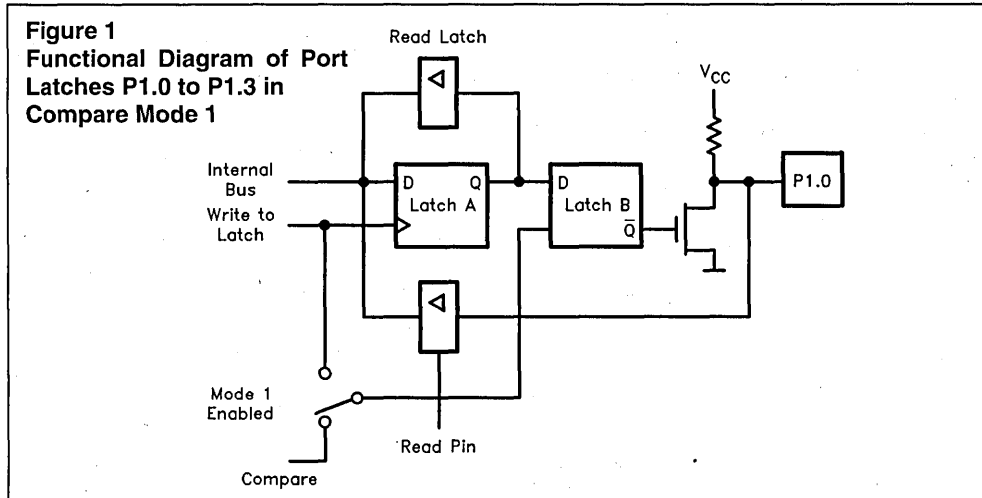 Figure 1
Functional Diagram of Port
Latches P1.0 to P1.3 in
Compare Mode 1
Read Latch
VCC
Internal
Bus
D Q
Latch A
D
Latch B
Q̅
P1.0
Write to
Latch
Mode 1
Enabled
Read Pin
Compare